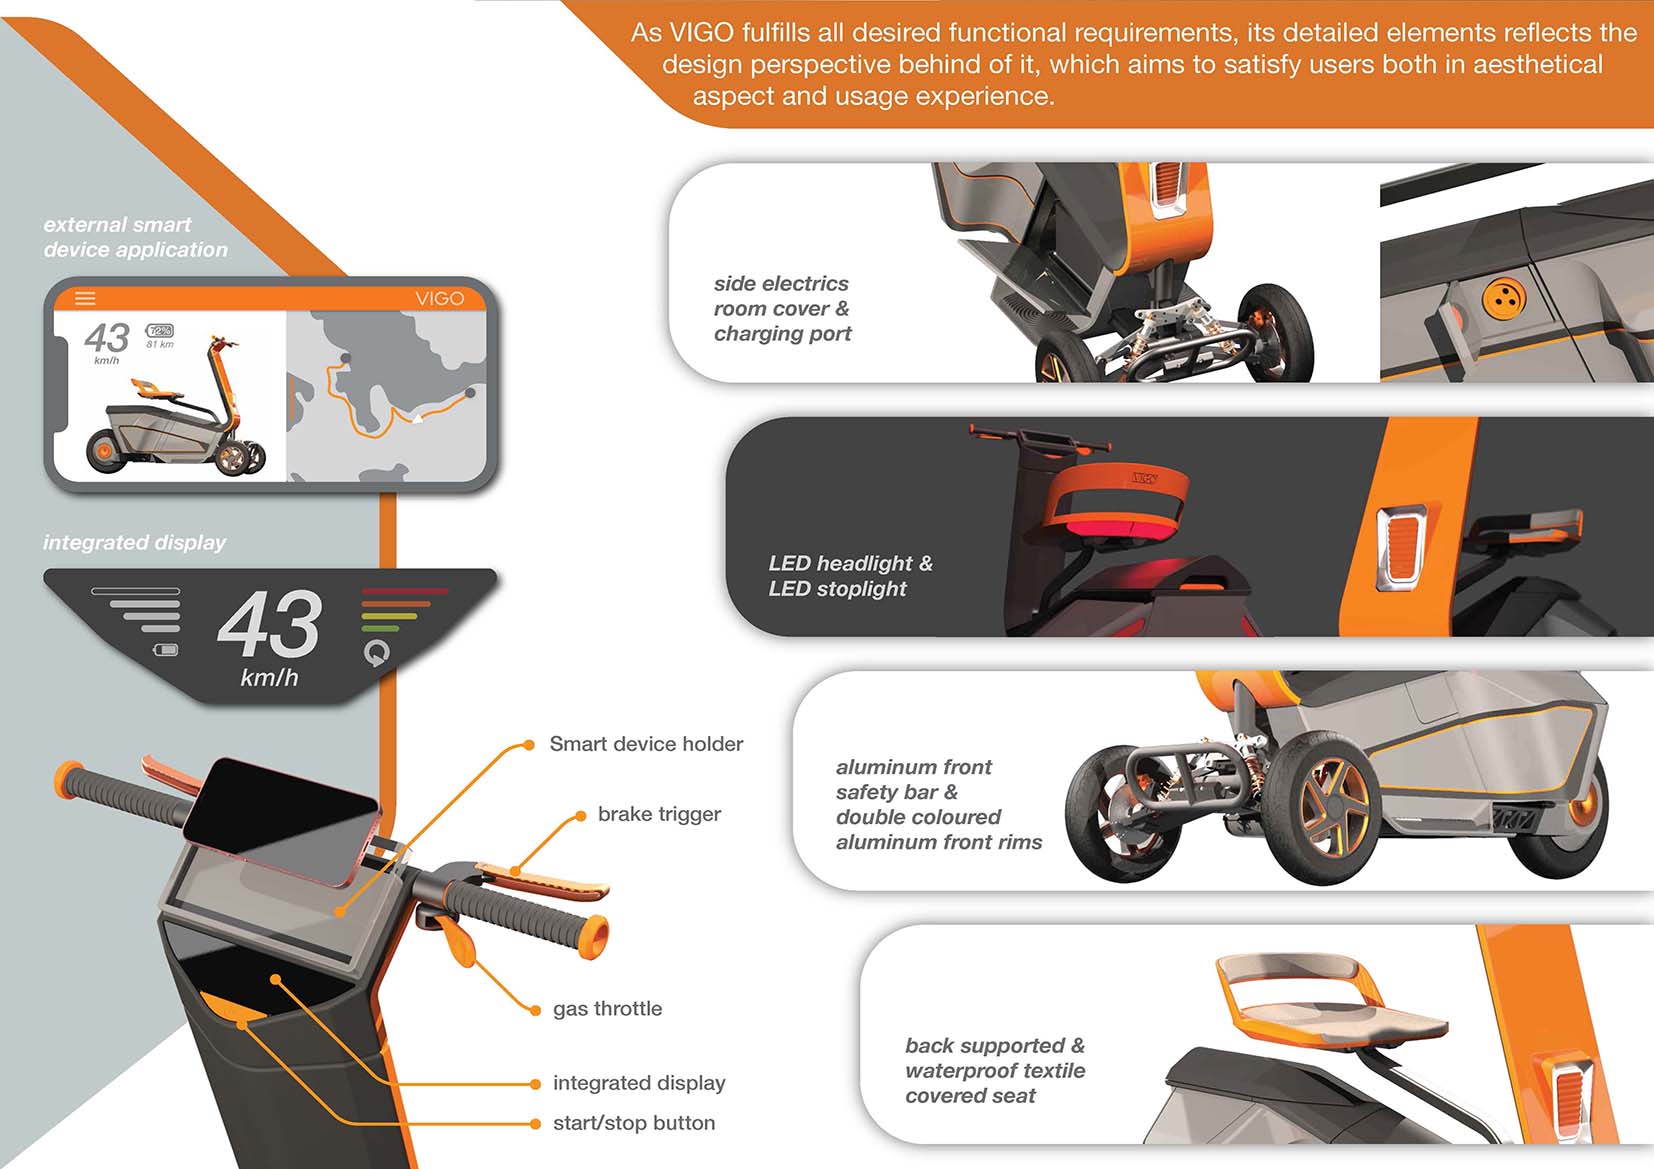 As VIGO fulfills all desired functional requirements, its detailed elements reflects the
design perspective behind of it, which aims to satisfy users both in aesthetical
aspect and usage experience.
external smart
device application
VIGO
43
km/h
72%
81 km
integrated display
43
km/h
Smart device holder
brake trigger
gas throttle
integrated display
start/stop button
side electrics
room cover &
charging port
LED headlight &
LED stoplight
VIGO
aluminum front
safety bar &
double coloured
aluminum front rims
back supported &
waterproof textile
covered seat